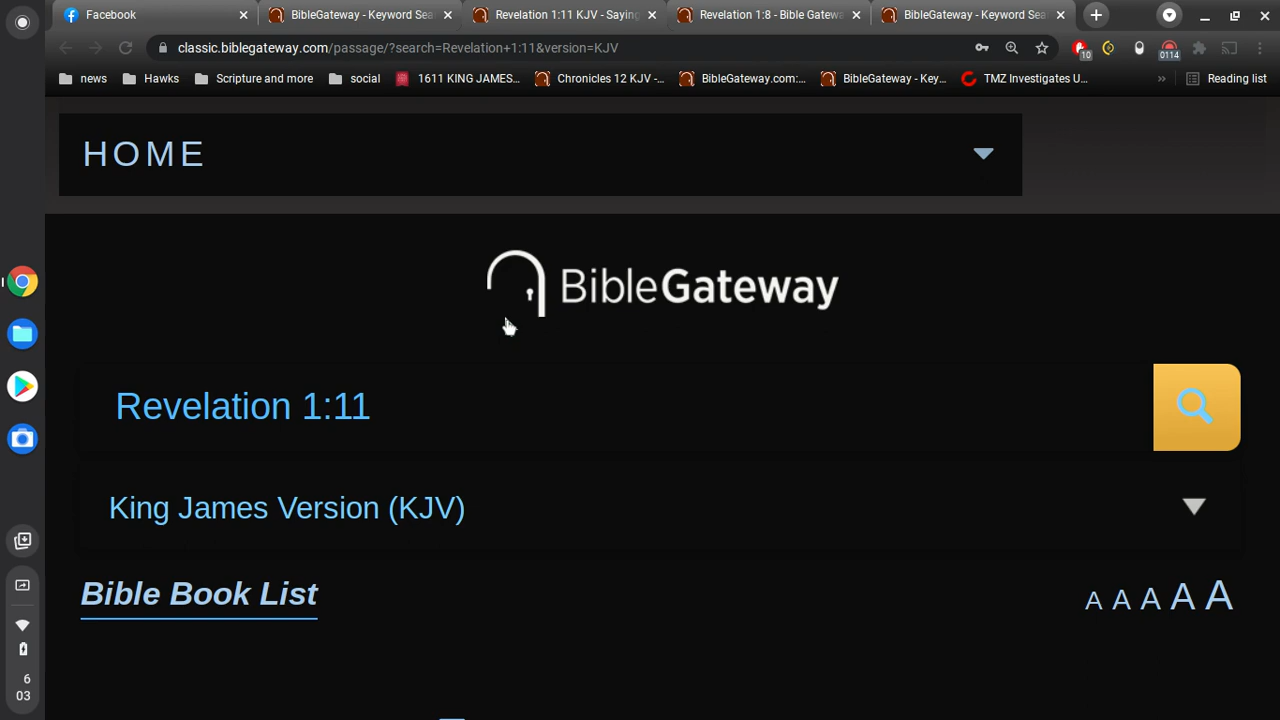 Facebook
BibleGateway - Keyword Sea
Revelation 1:11 KJV - Saying
Revelation 1:8 - Bible Gatewa
BibleGateway - Keyword Sea
classic.biblegateway.com/passage/?search=Revelation+1:11&version=KJV
10
0114
news
Hawks
Scripture and more
social
1611 KING JAMES...
Chronicles 12 KJV -...
BibleGateway.com:...
BibleGateway - Key...
TMZ Investigates U...
»
Reading list
HOME
BibleGateway
Revelation 1:11
King James Version (KJV)
Bible Book List
A A A A A
6
03